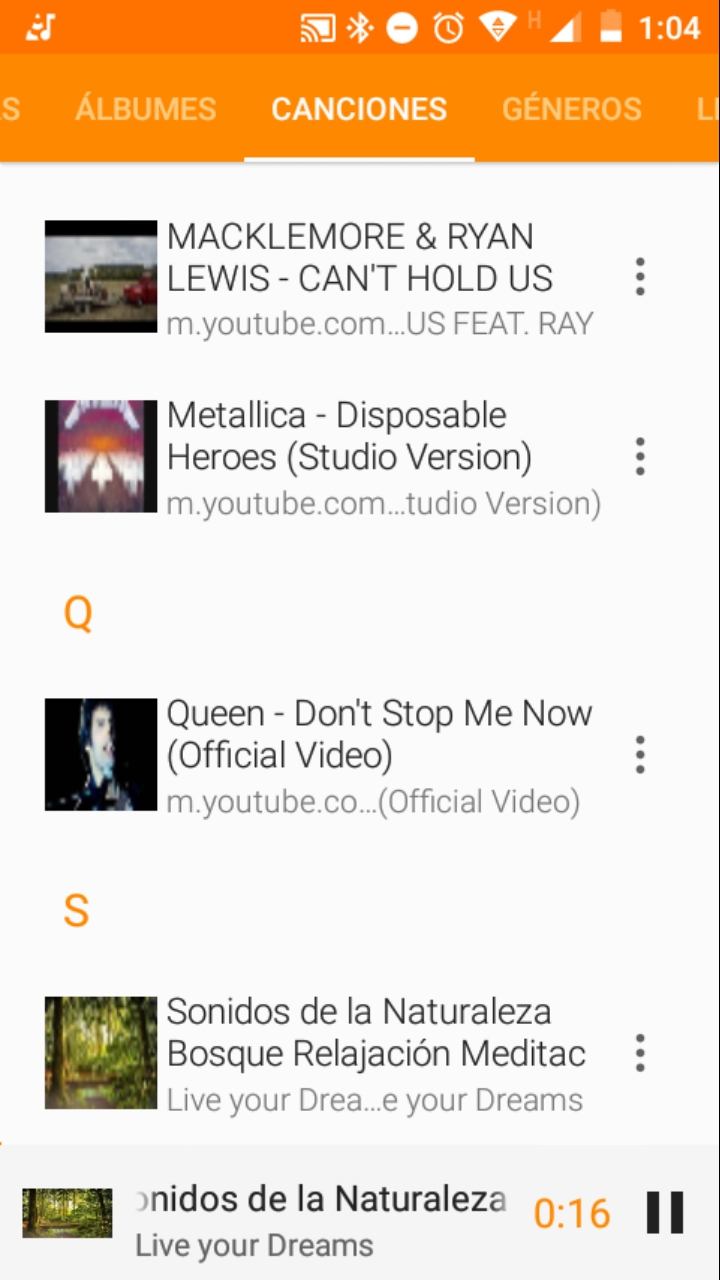 H 1:04
S ÁLBUMES CANCIONES GÉNEROS LI
MACKLEMORE & RYAN
LEWIS - CAN'T HOLD US
m.youtube.com...US FEAT. RAY
Metallica - Disposable
Heroes (Studio Version)
m.youtube.com...tudio Version)
Q
Queen - Don't Stop Me Now
(Official Video)
m.youtube.co...(Official Video)
S
Sonidos de la Naturaleza
Bosque Relajación Meditac
Live your Drea...e your Dreams
onidos de la Naturaleza
0:16
Live your Dreams